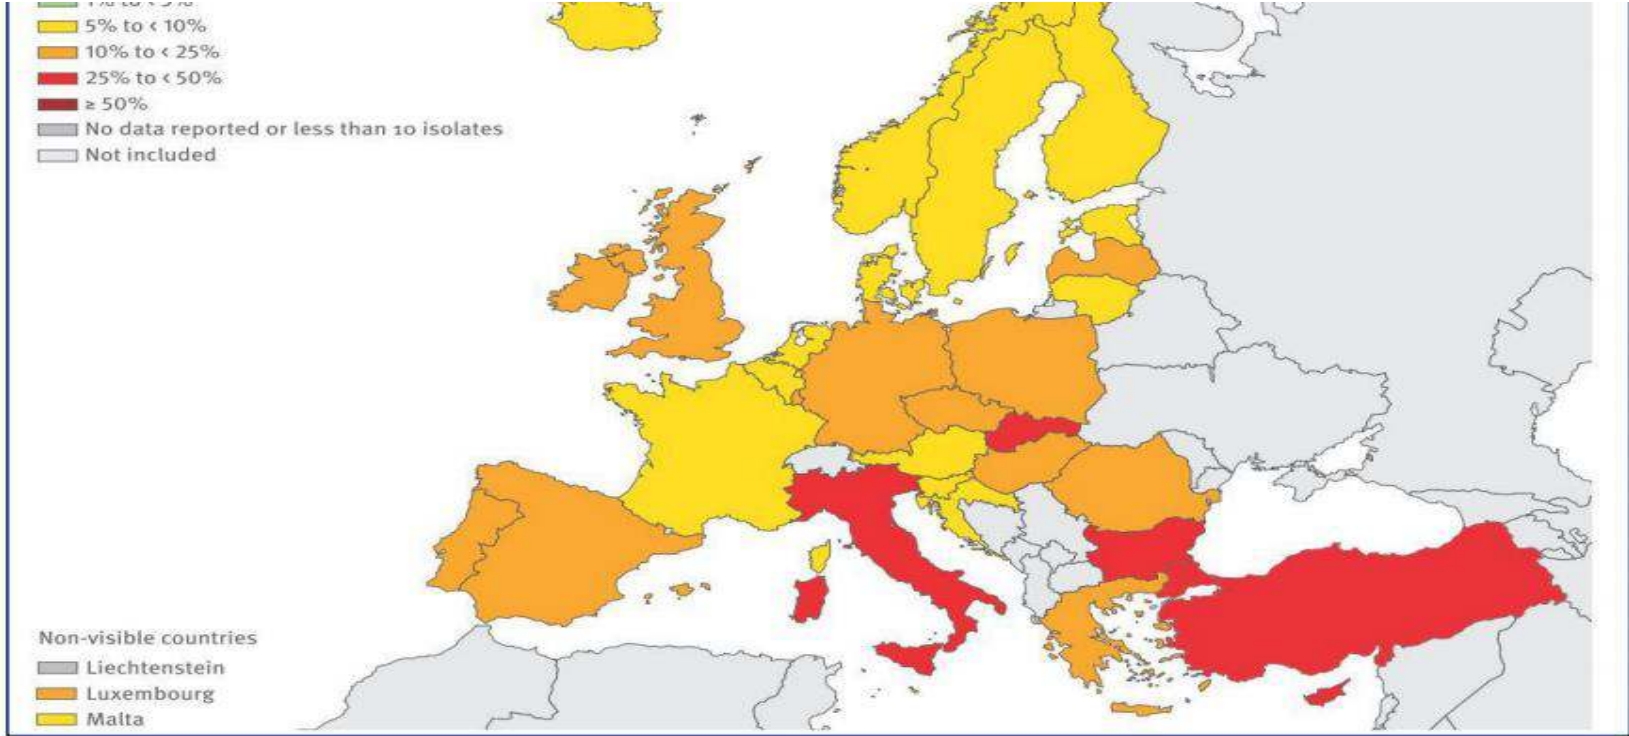 5% to < 10%
10% to < 25%
25% to < 50%
≥ 50%
No data reported or less than 10 isolates
Not included
Non-visible countries
Liechtenstein
Luxembourg
Malta